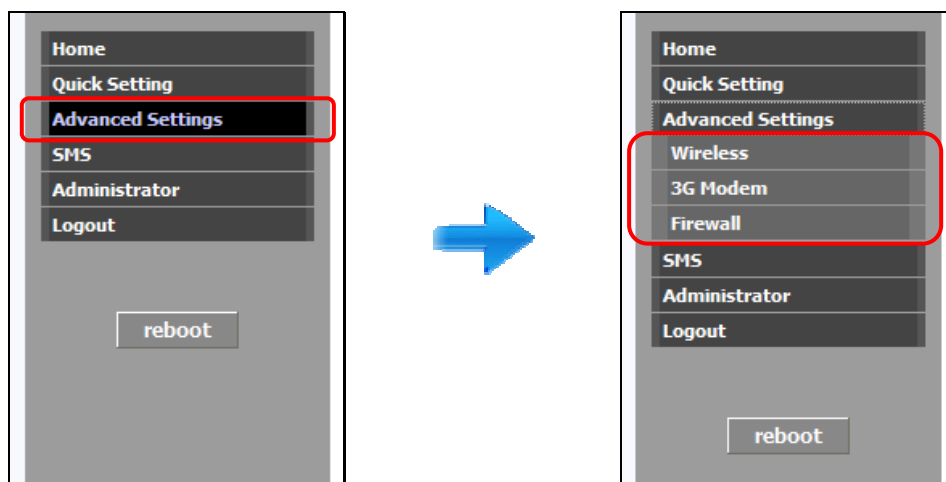 Home
Quick Setting
Advanced Settings
SMS
Administrator
Logout
reboot
Home
Quick Setting
Advanced Settings
Wireless
3G Modem
Firewall
SMS
Administrator
Logout
reboot